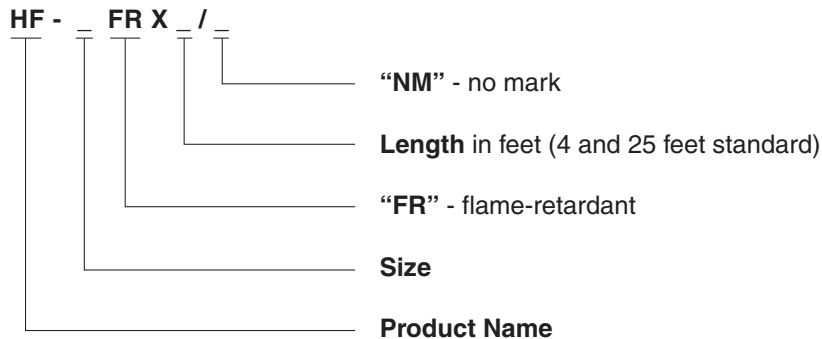 HF - _ FR X _ / _
“NM” - no mark
Length in feet (4 and 25 feet standard)
“FR” - flame-retardant
Size
Product Name